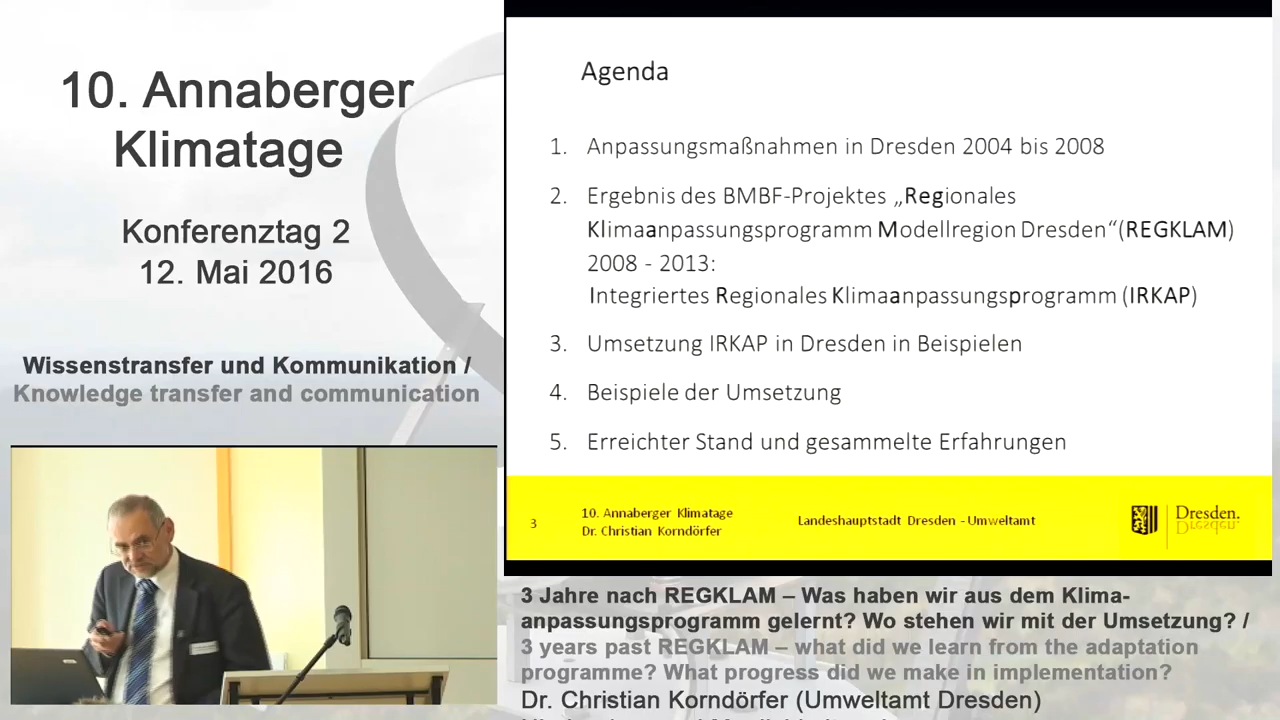 10. Annaberger
Klimatage
Konferenztag 2
12. Mai 2016
Wissenstransfer und Kommunikation /
Knowledge transfer and communication
Agenda
1. Anpassungsmaßnahmen in Dresden 2004 bis 2008
2. Ergebnis des BMBF-Projektes „Regionales
Klimaanpassungsprogramm Modellregion Dresden“(REGKLAM)
2008 - 2013:
Integriertes Regionales Klimaanpassungsprogramm (IRKAP)
3. Umsetzung IRKAP in Dresden in Beispielen
4. Beispiele der Umsetzung
5. Erreichter Stand und gesammelte Erfahrungen
3
10. Annaberger Klimatage
Dr. Christian Korndörfer
Landeshauptstadt Dresden - Umweltamt
Dresden.
3 Jahre nach REGKLAM – Was haben wir aus dem Klima-
anpassungsprogramm gelernt? Wo stehen wir mit der Umsetzung? /
3 years past REGKLAM – what did we learn from the adaptation
programme? What progress did we make in implementation?
Dr. Christian Korndörfer (Umweltamt Dresden)